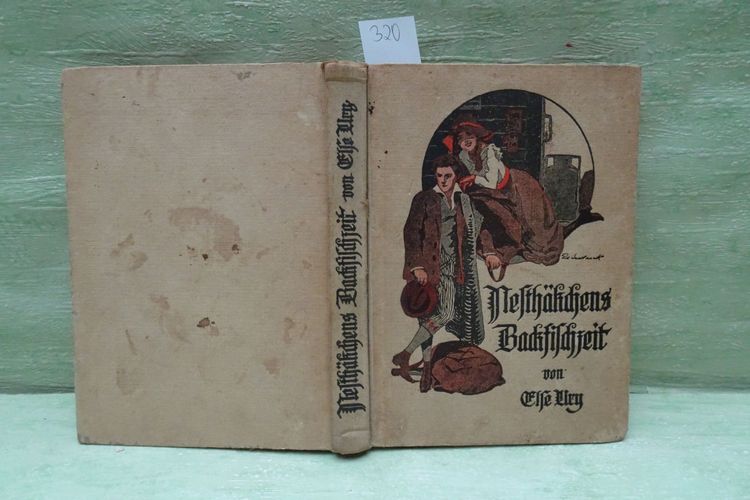 320
Nesthäkchens Backfischzeit von Else Ury
Nesthäkchens
Backfischzeit
von
Else Ury